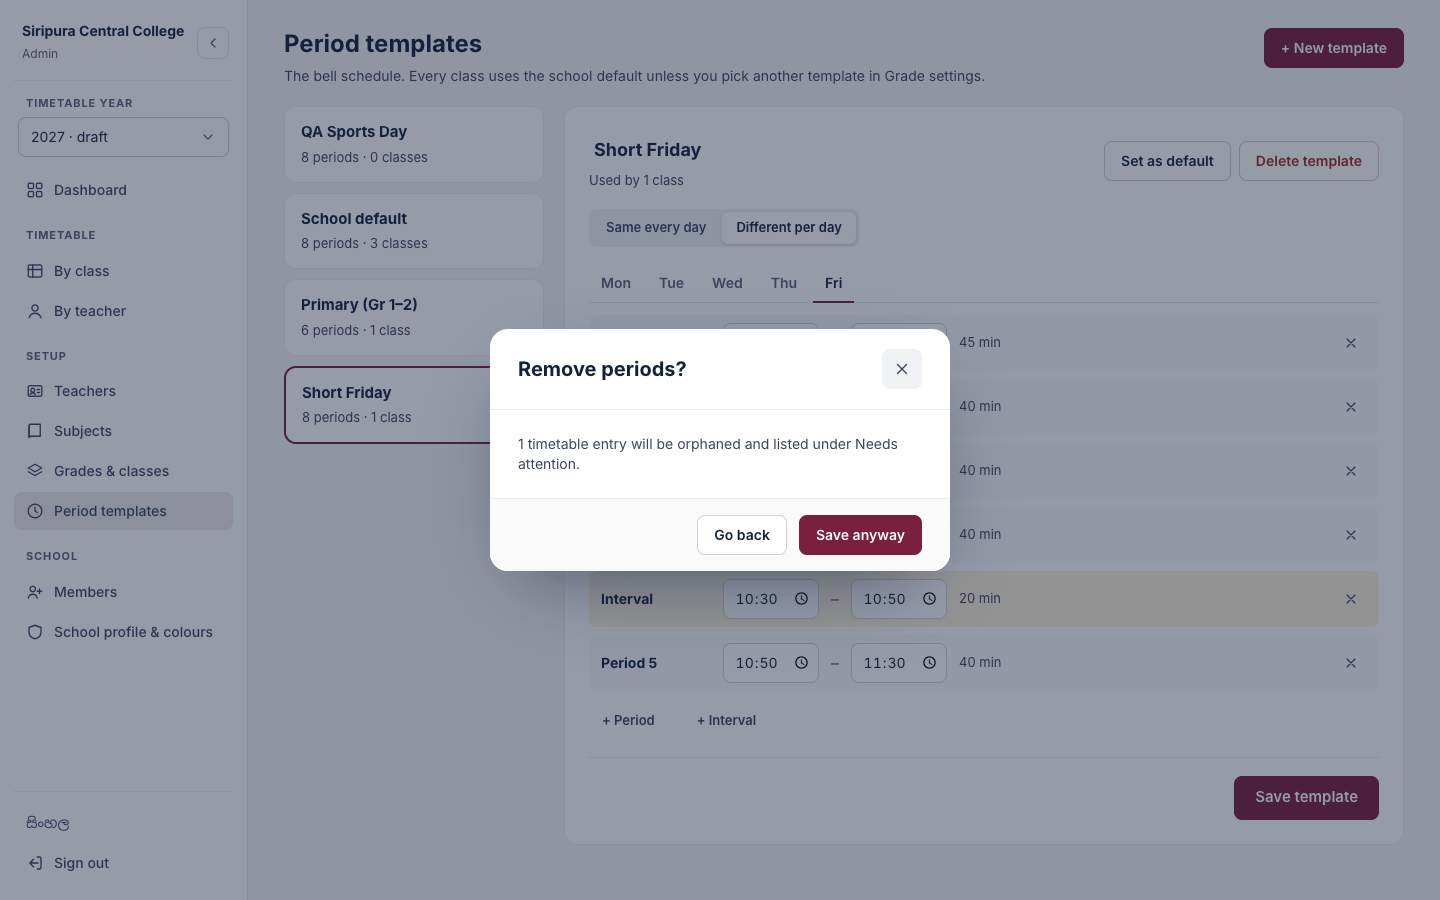 Siripura Central College
Admin
TIMETABLE YEAR
2027 · draft
Dashboard
TIMETABLE
By class
By teacher
SETUP
Teachers
Subjects
Grades & classes
Period templates
SCHOOL
Members
School profile & colours
සිංහල
Sign out
Period templates
The bell schedule. Every class uses the school default unless you pick another template in Grade settings.
+ New template
QA Sports Day
8 periods · 0 classes
School default
8 periods · 3 classes
Primary (Gr 1–2)
6 periods · 1 class
Short Friday
8 periods · 1 class
Short Friday
Used by 1 class
Set as default
Delete template
Same every day
Different per day
Mon Tue Wed Thu Fri
45 min
40 min
40 min
40 min
Interval 10:30 – 10:50 20 min
Period 5 10:50 – 11:30 40 min
+ Period
+ Interval
Save template
Remove periods?
1 timetable entry will be orphaned and listed under Needs
attention.
Go back
Save anyway